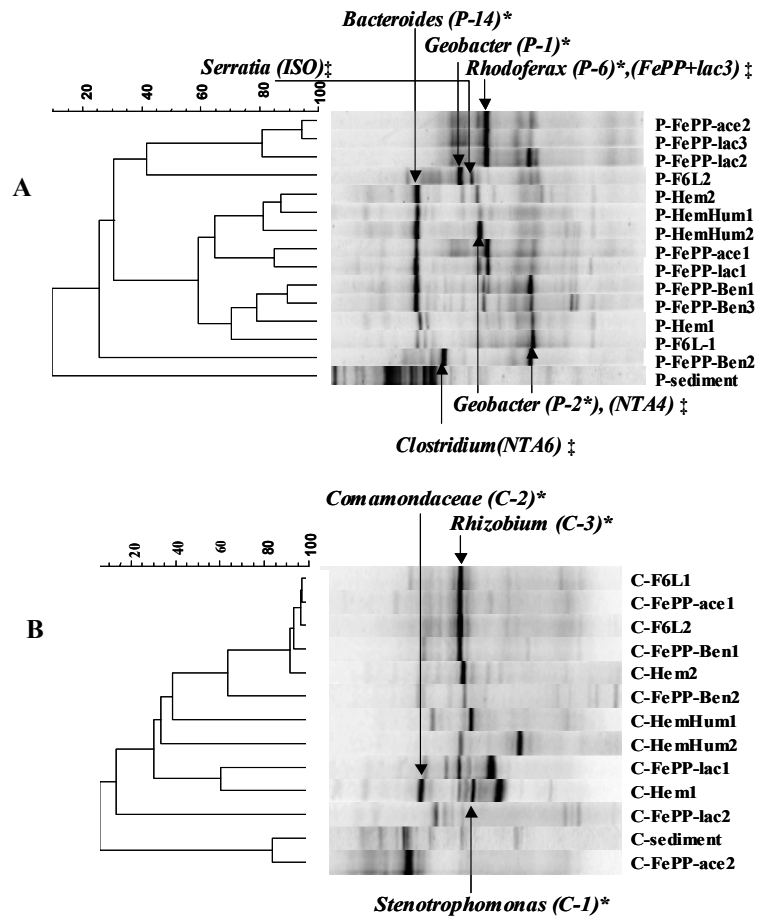 Bacteroides (P-14)*
Geobacter (P-1)*
Serratia (ISO)‡
Rhodoferax (P-6)*,(FePP+lac3) ‡
20 40 60 80 100
A
P-FePP-ace2
P-FePP-lac3
P-FePP-lac2
P-F6L2
P-Hem2
P-HemHum1
P-HemHum2
P-FePP-ace1
P-FePP-lac1
P-FePP-Ben1
P-FePP-Ben3
P-Hem1
P-F6L-1
P-FePP-Ben2
P-sediment
Geobacter (P-2*), (NTA4) ‡
Clostridium(NTA6) ‡
Comamondaceae (C-2)*
Rhizobium (C-3)*
20 40 60 80 100
B
C-F6L1
C-FePP-ace1
C-F6L2
C-FePP-Ben1
C-Hem2
C-FePP-Ben2
C-HemHum1
C-HemHum2
C-FePP-lac1
C-Hem1
C-FePP-lac2
C-sediment
C-FePP-ace2
Stenotrophomonas (C-1)*